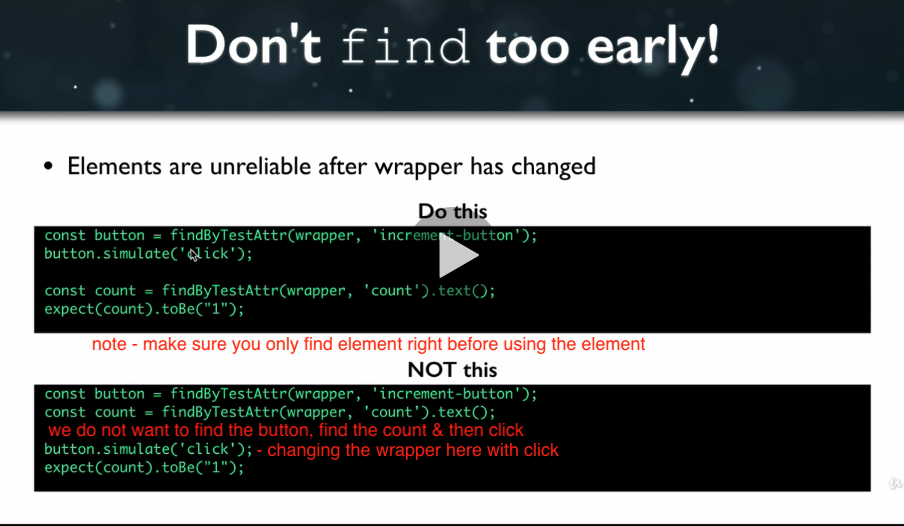 Don't find too early!
• Elements are unreliable after wrapper has changed
Do this
const button = findByTestAttr(wrapper, 'increment-button');
button.simulate('click');
const count = findByTestAttr(wrapper, 'count').text();
expect(count).toBe("1");
note - make sure you only find element right before using the element
NOT this
const button = findByTestAttr(wrapper, 'increment-button');
const count = findByTestAttr(wrapper, 'count').text();
we do not want to find the button, find the count & then click
button.simulate('click'); - changing the wrapper here with click
expect(count).toBe("1");